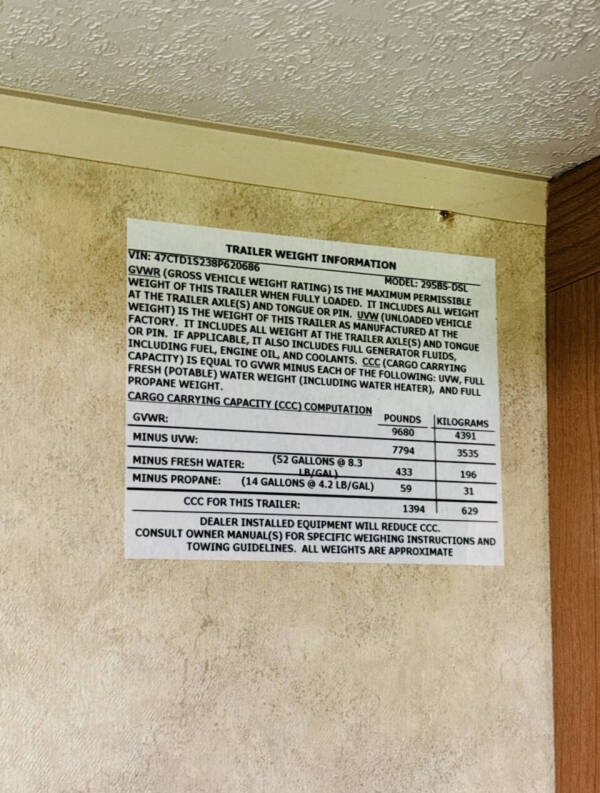 TRAILER WEIGHT INFORMATION
VIN: 47CTD1S238P620686 MODEL: 295BS-DSL
GVWR (GROSS VEHICLE WEIGHT RATING) IS THE MAXIMUM PERMISSIBLE
WEIGHT OF THIS TRAILER WHEN FULLY LOADED. IT INCLUDES ALL WEIGHT
AT THE TRAILER AXLE(S) AND TONGUE OR PIN. UVW (UNLOADED VEHICLE
WEIGHT) IS THE WEIGHT OF THIS TRAILER AS MANUFACTURED AT THE
FACTORY. IT INCLUDES ALL WEIGHT AT THE TRAILER AXLE(S) AND TONGUE
OR PIN. IF APPLICABLE, IT ALSO INCLUDES FULL GENERATOR FLUIDS,
INCLUDING FUEL, ENGINE OIL, AND COOLANTS. CCC (CARGO CARRYING
CAPACITY) IS EQUAL TO GVWR MINUS EACH OF THE FOLLOWING: UVW, FULL
FRESH (POTABLE) WATER WEIGHT (INCLUDING WATER HEATER), AND FULL
PROPANE WEIGHT.
CARGO CARRYING CAPACITY (CCC) COMPUTATION POUNDS KILOGRAMS
GVWR: 9680 4391
MINUS UVW: 7794 3535
MINUS FRESH WATER: (52 GALLONS @ 8.3 LB/GAL) 433 196
MINUS PROPANE: (14 GALLONS @ 4.2 LB/GAL) 59 31
CCC FOR THIS TRAILER: 1394 629
DEALER INSTALLED EQUIPMENT WILL REDUCE CCC.
CONSULT OWNER MANUAL(S) FOR SPECIFIC WEIGHING INSTRUCTIONS AND
TOWING GUIDELINES. ALL WEIGHTS ARE APPROXIMATE